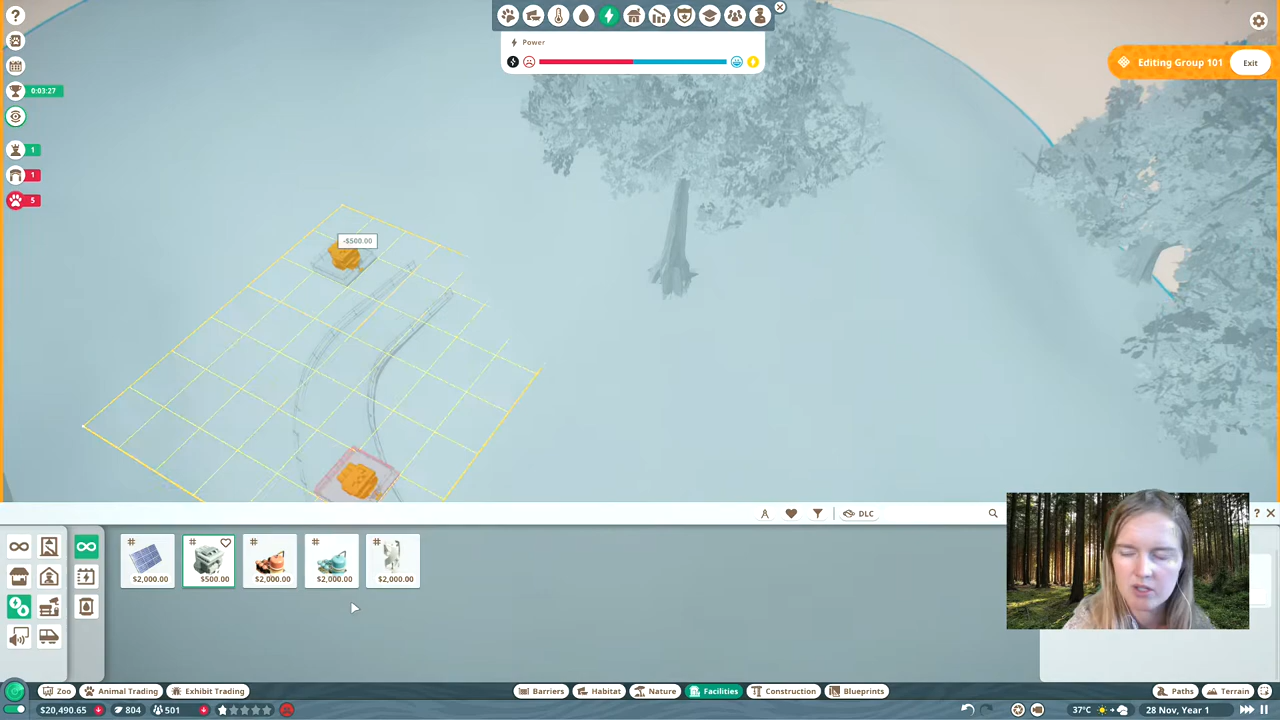 ?
Power
Editing Group 101
Exit
0:03:27
1
1
5
-$500.00
DLC
?
$2,000.00
$500.00
$2,000.00
$2,000.00
$2,000.00
Zoo
Animal Trading
Exhibit Trading
Barriers
Habitat
Nature
Facilities
Construction
Blueprints
Paths
Terrain
$20,490.65
804
501
37°C
28 Nov, Year 1